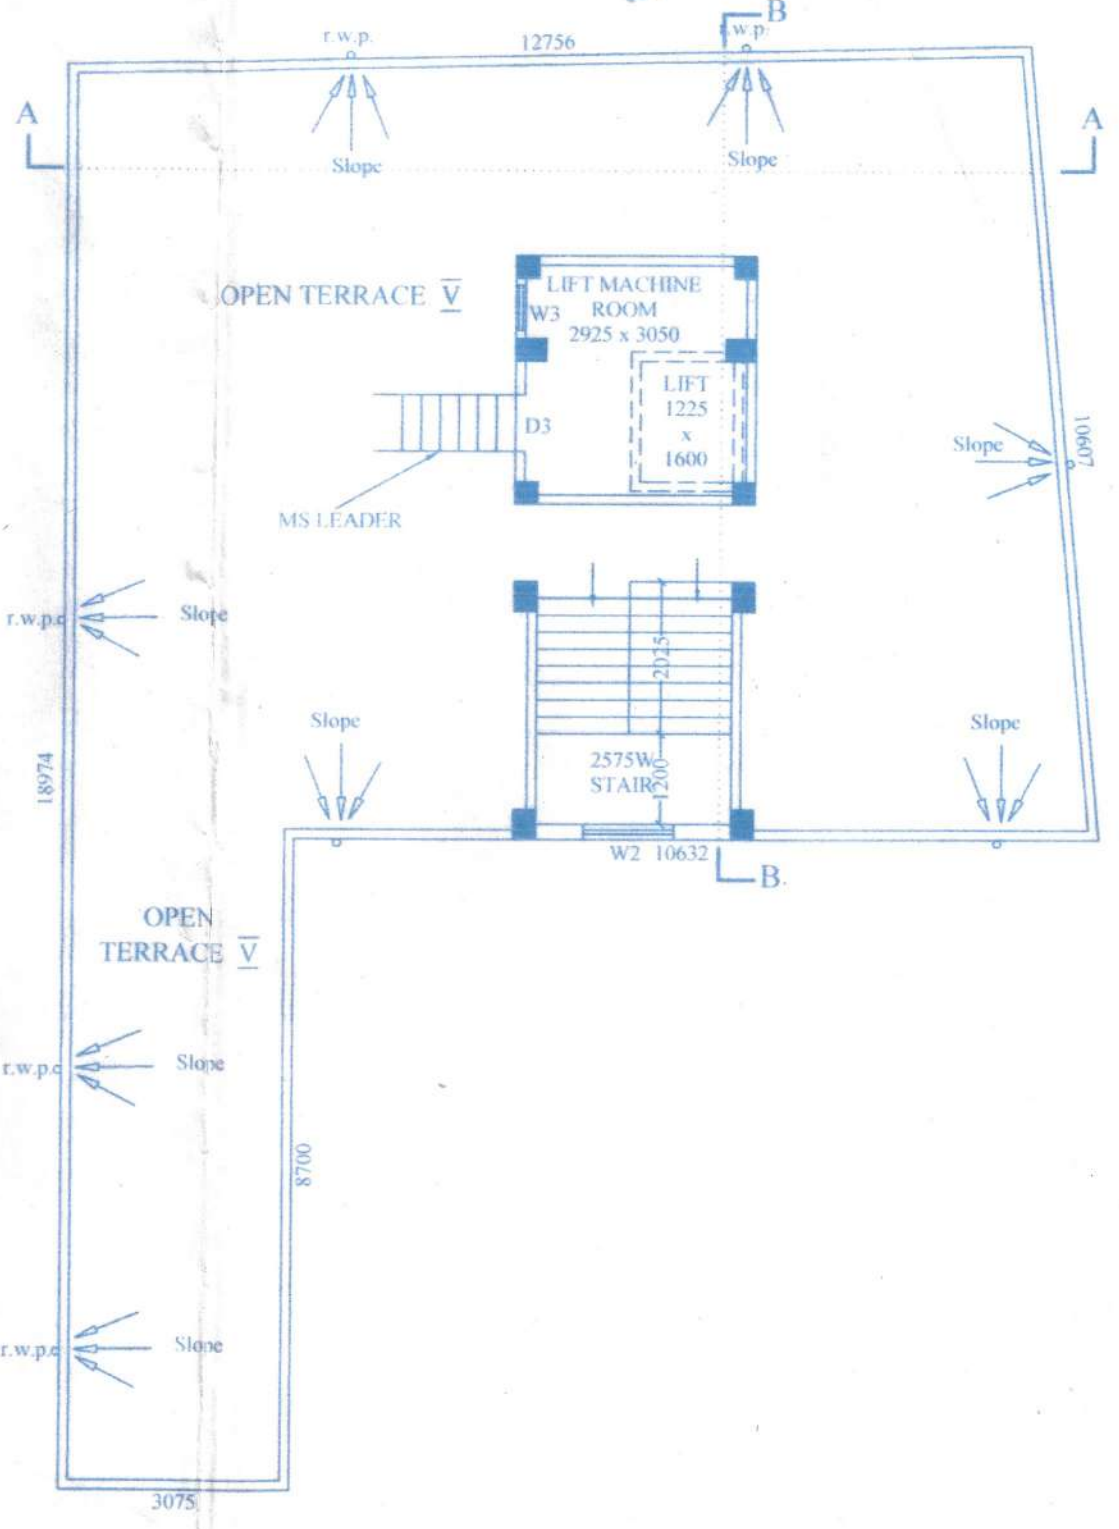 B
r.w.p.
12756
r.w.p.
A
A
Slope
Slope
OPEN TERRACE V
LIFT MACHINE
ROOM
2925 x 3050
W3
LIFT
1225
x
1600
D3
Slope
10607
MS LEADER
r.w.p.
Slope
2025
Slope
Slope
18974
2575W
STAIR
1200
W2 10632
B
OPEN
TERRACE V
r.w.p.
Slope
8700
r.w.p.
Slope
3075